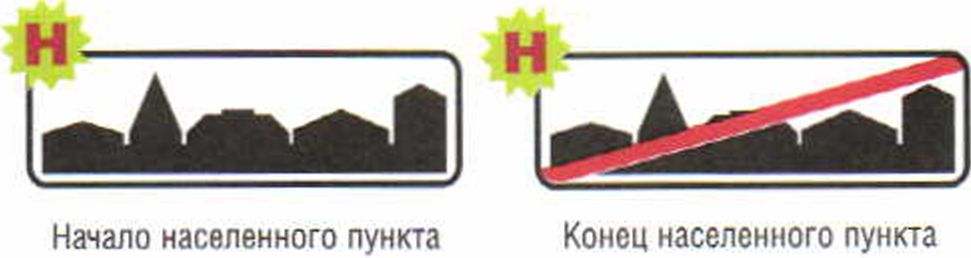 Н
Н
Начало населенного пункта
Конец населенного пункта